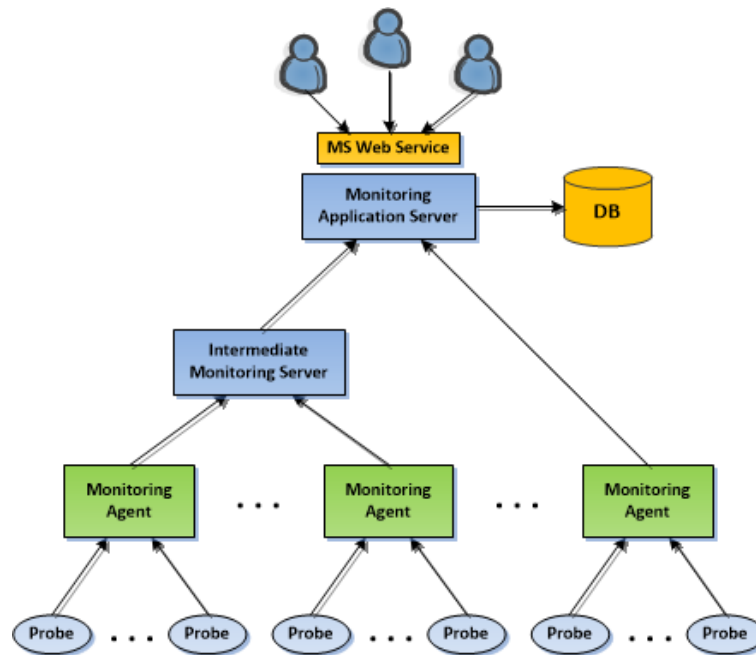 MS Web Service
Monitoring
Application Server
DB
Intermediate
Monitoring Server
Monitoring
Agent
. . .
Monitoring
Agent
. . .
Monitoring
Agent
Probe
. . .
Probe
Probe
. . .
Probe
Probe
. . .
Probe